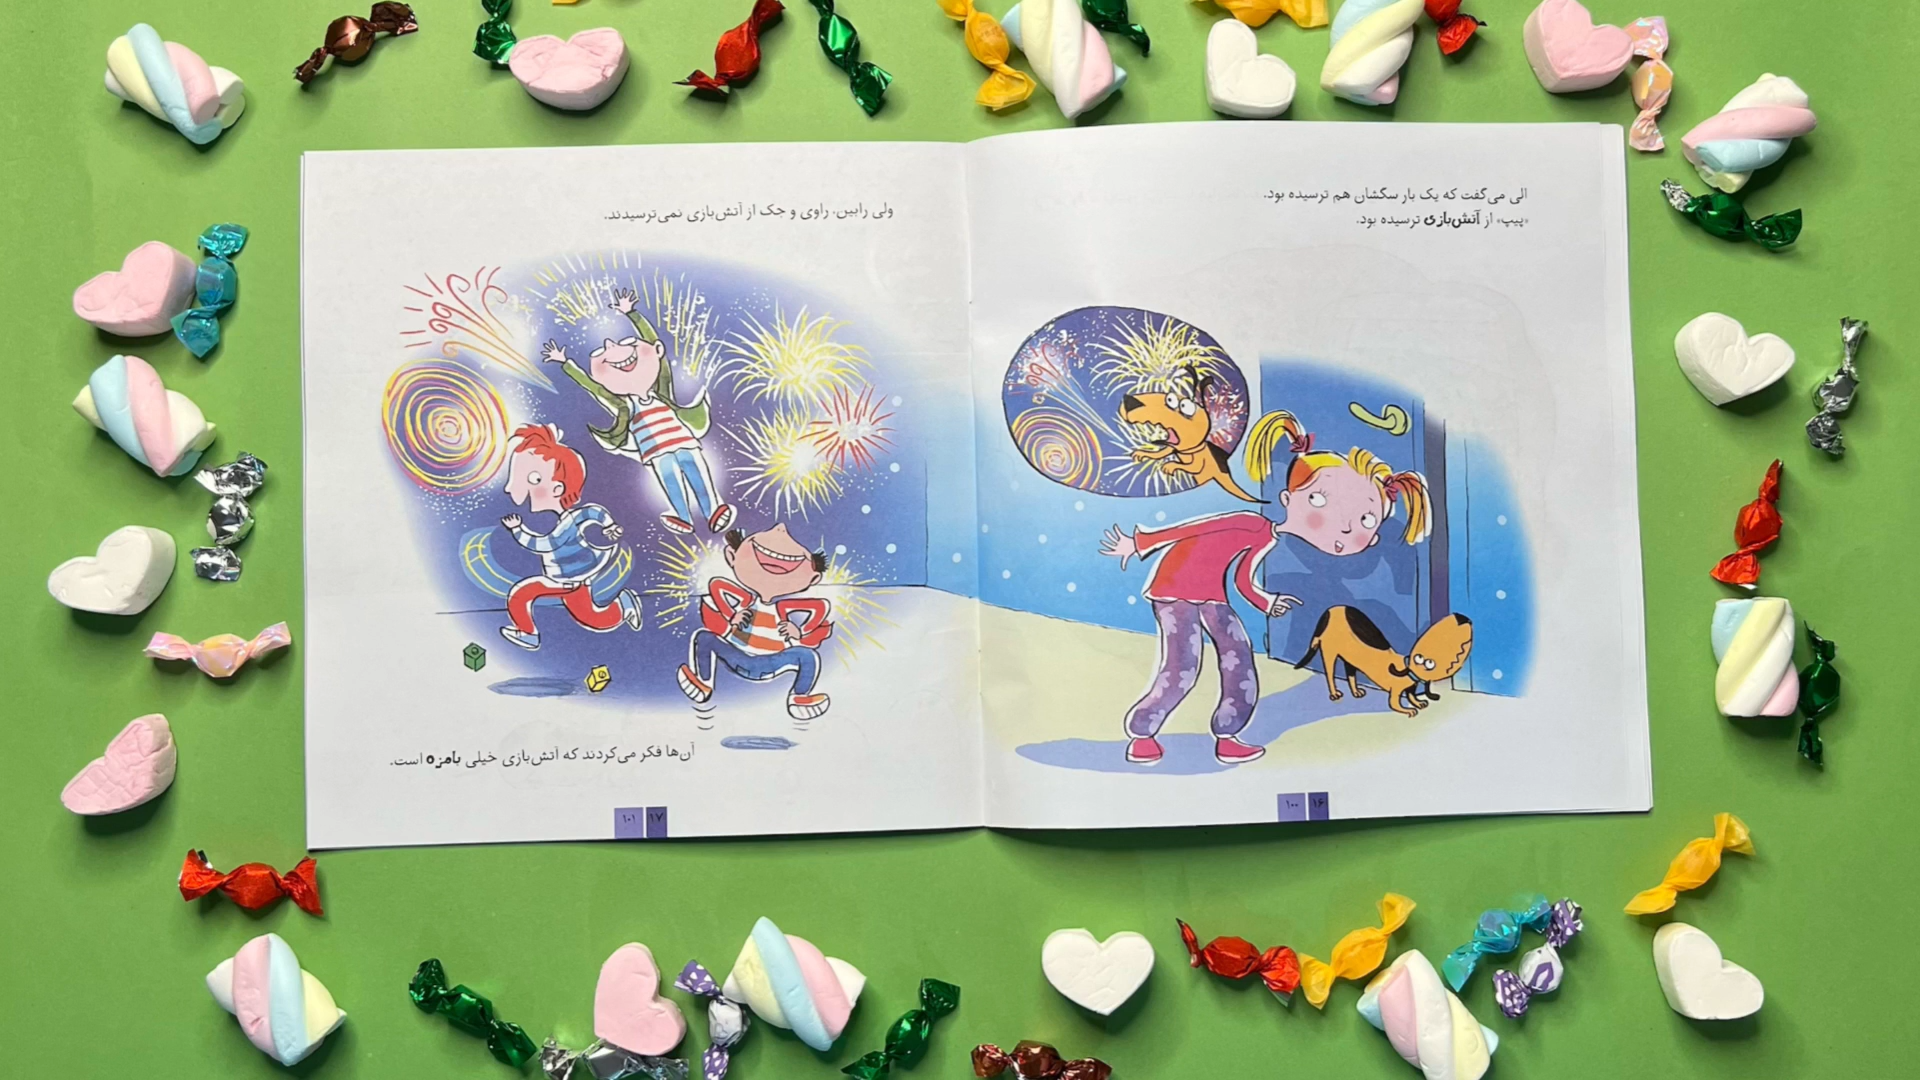 الی می‌گفت که یک بار سگشان هم ترسیده بود.
«پیپ» از آتش‌بازی ترسیده بود.
۱۰۰ ۱۶
ولی رابین، راوی و جک از آتش‌بازی نمی‌ترسیدند.
آن‌ها فکر می‌کردند که آتش‌بازی خیلی بامزه است.
۱۰۱ ۱۷